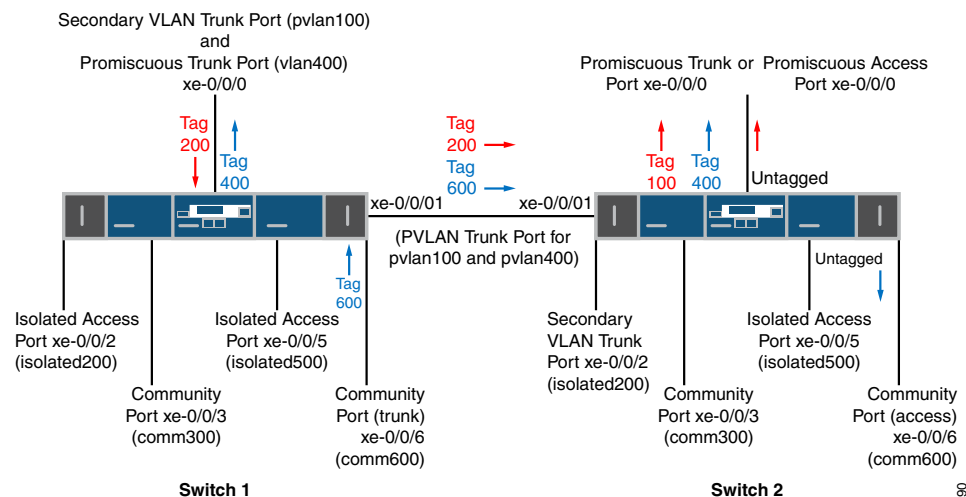 Secondary VLAN Trunk Port (pvlan100)
and
Promiscuous Trunk Port (vlan400)
xe-0/0/0
Promiscuous Trunk or Promiscuous Access
Port xe-0/0/0 Port xe-0/0/0
Tag
200
Tag
400
Tag
200
Tag
600
Tag
100
Tag
400
Untagged
xe-0/0/01
xe-0/0/01
(PVLAN Trunk Port for
pvlan100 and pvlan400)
Tag
600
Untagged
Isolated Access
Port xe-0/0/2
(isolated200)
Isolated Access
Port xe-0/0/5
(isolated500)
Secondary
VLAN Trunk
Port xe-0/0/2
(isolated200)
Isolated Access
Port xe-0/0/5
(isolated500)
Community
Port xe-0/0/3
(comm300)
Community
Port (trunk)
xe-0/0/6
(comm600)
Community
Port xe-0/0/3
(comm300)
Community
Port (access)
xe-0/0/6
(comm600)
Switch 1
Switch 2